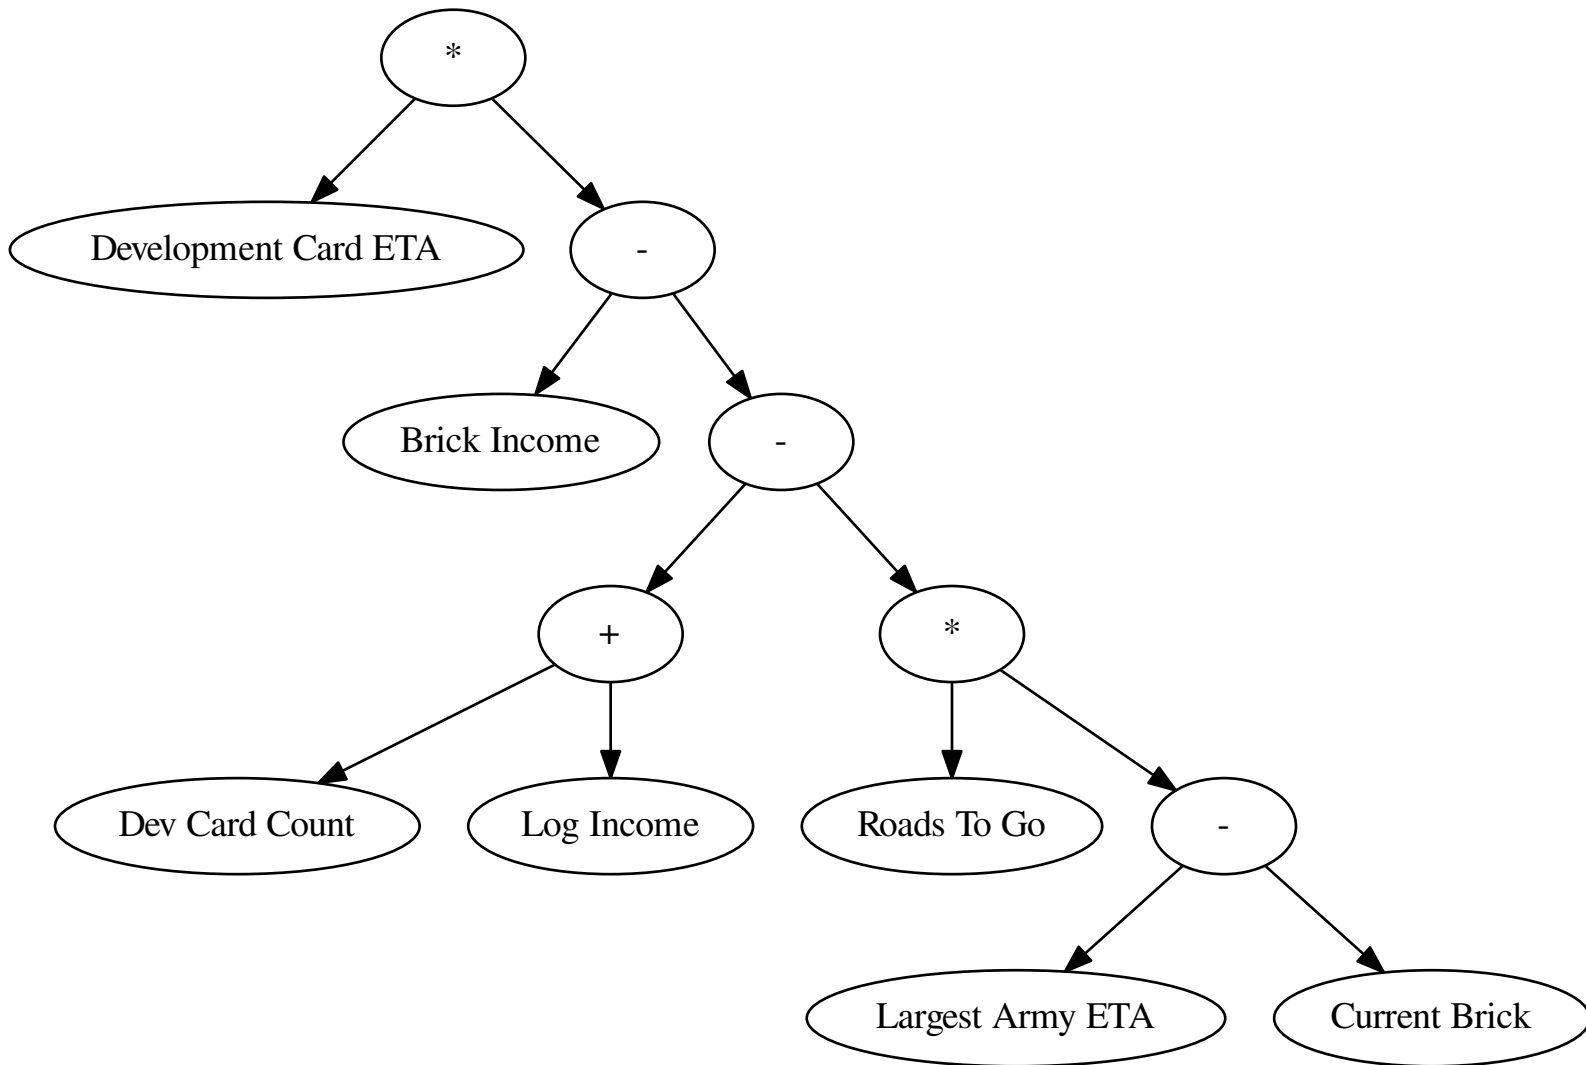 *
Development Card ETA
-
Brick Income
-
+
*
Dev Card Count
Log Income
Roads To Go
-
Largest Army ETA
Current Brick